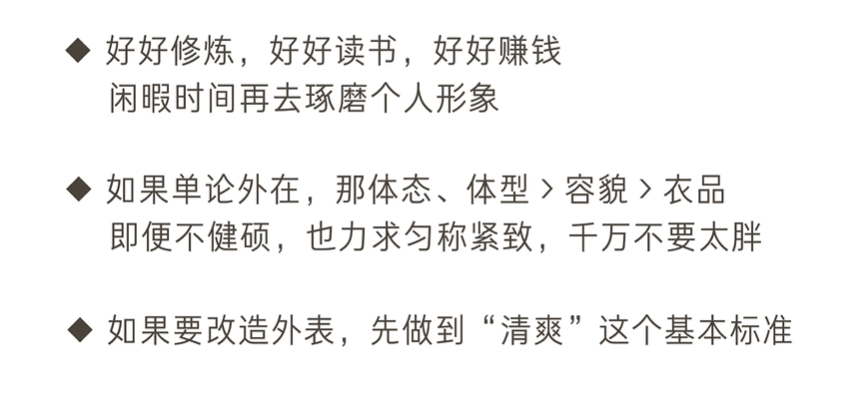 ◆ 好好修炼，好好读书，好好赚钱
闲暇时间再去琢磨个人形象
◆ 如果单论外在，那体态、体型 > 容貌 > 衣品
即便不健硕，也力求匀称紧致，千万不要太胖
◆ 如果要改造外表，先做到“清爽”这个基本标准